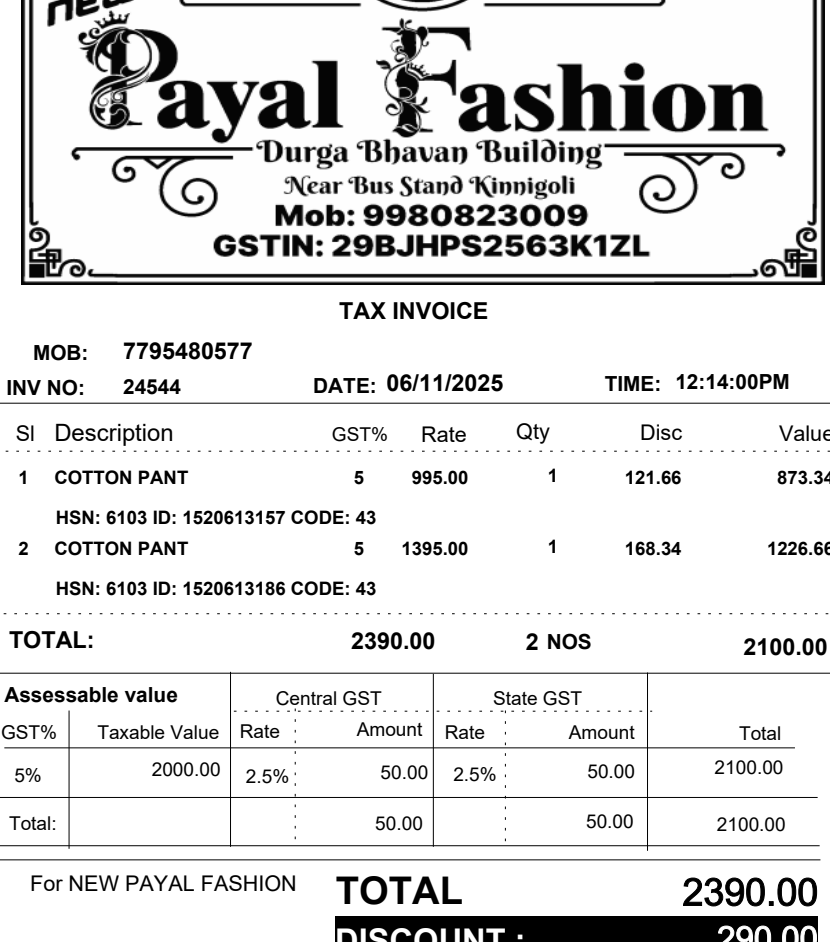 new
Payal Fashion
Durga Bhavan Building
Near Bus Stand Kinnigoli
Mob: 9980823009
GSTIN: 29BJHPS2563K1ZL
TAX INVOICE
MOB: 7795480577
INV NO: 24544 DATE: 06/11/2025 TIME: 12:14:00PM
Sl Description GST% Rate Qty Disc Value
1 COTTON PANT 5 995.00 1 121.66 873.34
HSN: 6103 ID: 1520613157 CODE: 43
2 COTTON PANT 5 1395.00 1 168.34 1226.66
HSN: 6103 ID: 1520613186 CODE: 43
TOTAL: 2390.00 2 NOS 2100.00
Assessable value Central GST State GST
GST% Taxable Value Rate Amount Rate Amount Total
5% 2000.00 2.5% 50.00 2.5% 50.00 2100.00
Total: 50.00 50.00 2100.00
For NEW PAYAL FASHION TOTAL 2390.00
DISCOUNT : 290.00